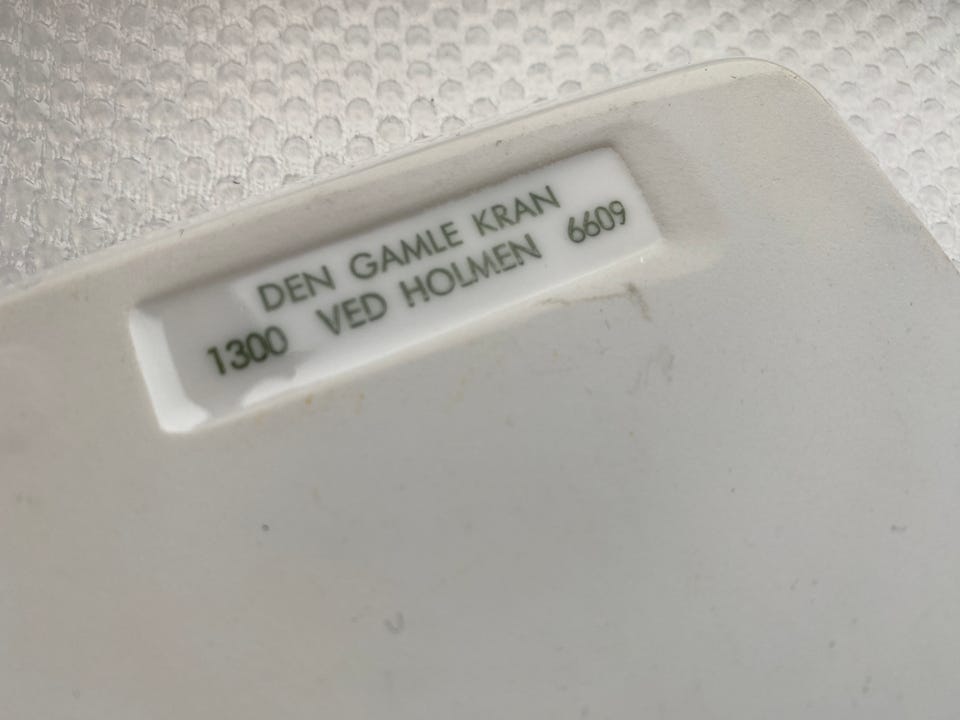 DEN GAMLE KRAN
1300 VED HOLMEN 6609